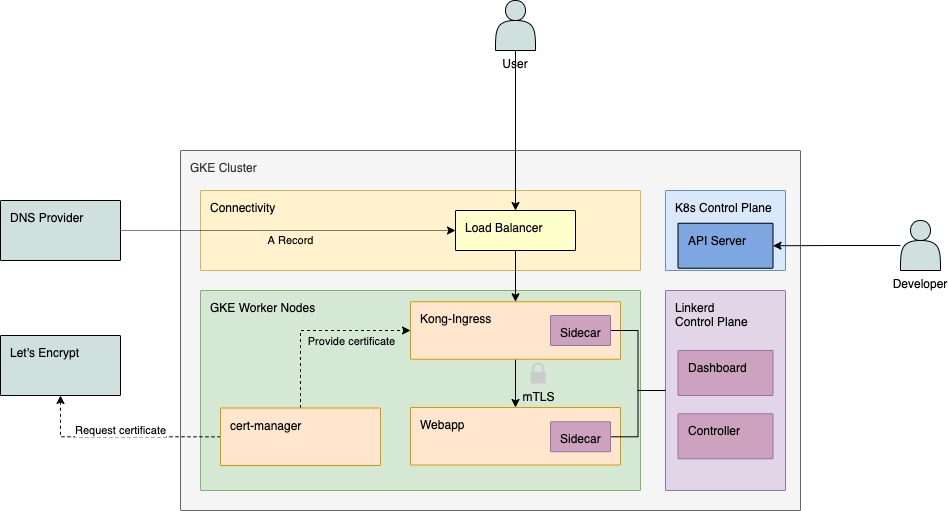 User
GKE Cluster
DNS Provider
Connectivity
Load Balancer
A Record
K8s Control Plane
API Server
Developer
GKE Worker Nodes
Kong-Ingress
Sidecar
Provide certificate
Linkerd
Control Plane
Let's Encrypt
Dashboard
mTLS
cert-manager
Webapp
Sidecar
Controller
Request certificate